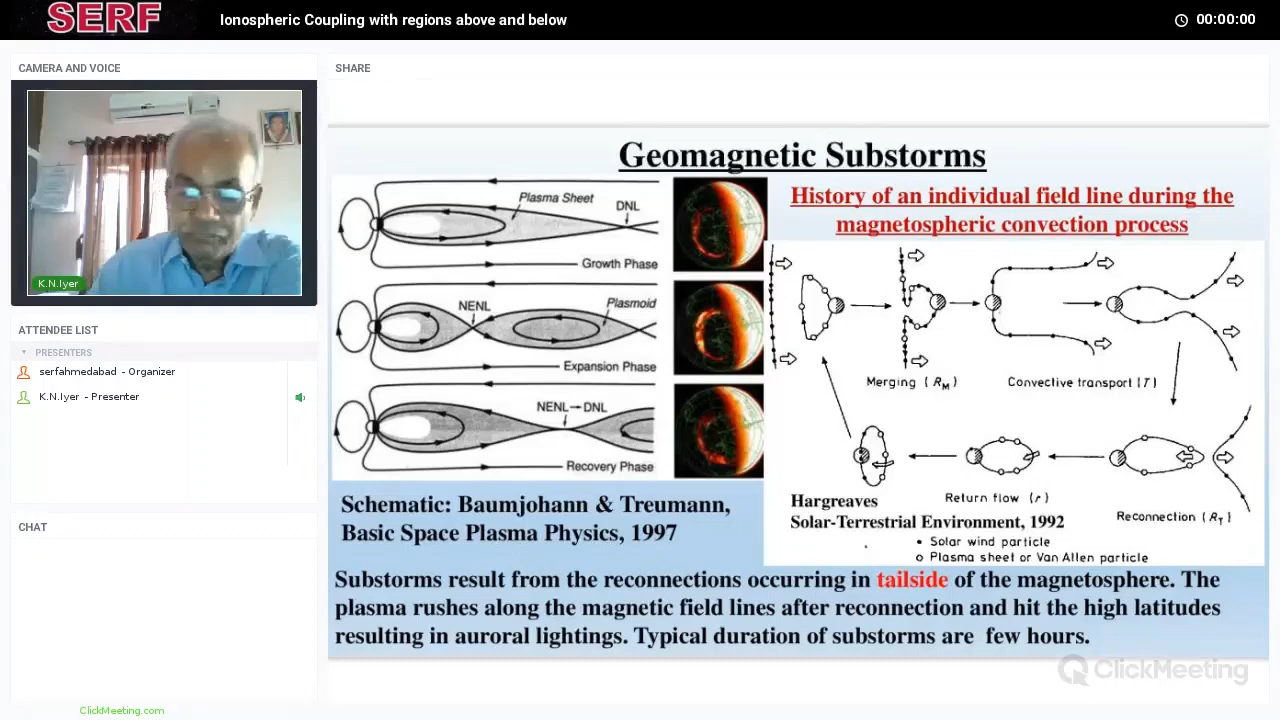 SERF
Ionospheric Coupling with regions above and below
00:00:00
CAMERA AND VOICE
K.N.Iyer
ATTENDEE LIST
PRESENTERS
serfahmedabad - Organizer
K.N.Iyer - Presenter
CHAT
ClickMeeting.com
SHARE
Geomagnetic Substorms
Plasma Sheet
DNL
Growth Phase
NENL
Plasmoid
Expansion Phase
NENL→DNL
Recovery Phase
Schematic: Baumjohann & Treumann,
Basic Space Plasma Physics, 1997
History of an individual field line during the
magnetospheric convection process
Merging (RM)
Convective transport (T)
Return flow (r)
Reconnection (RT)
Hargreaves
Solar-Terrestrial Environment, 1992
• Solar wind particle
o Plasma sheet or Van Allen particle
Substorms result from the reconnections occurring in tailside of the magnetosphere. The
plasma rushes along the magnetic field lines after reconnection and hit the high latitudes
resulting in auroral lightings. Typical duration of substorms are few hours.
ClickMeeting